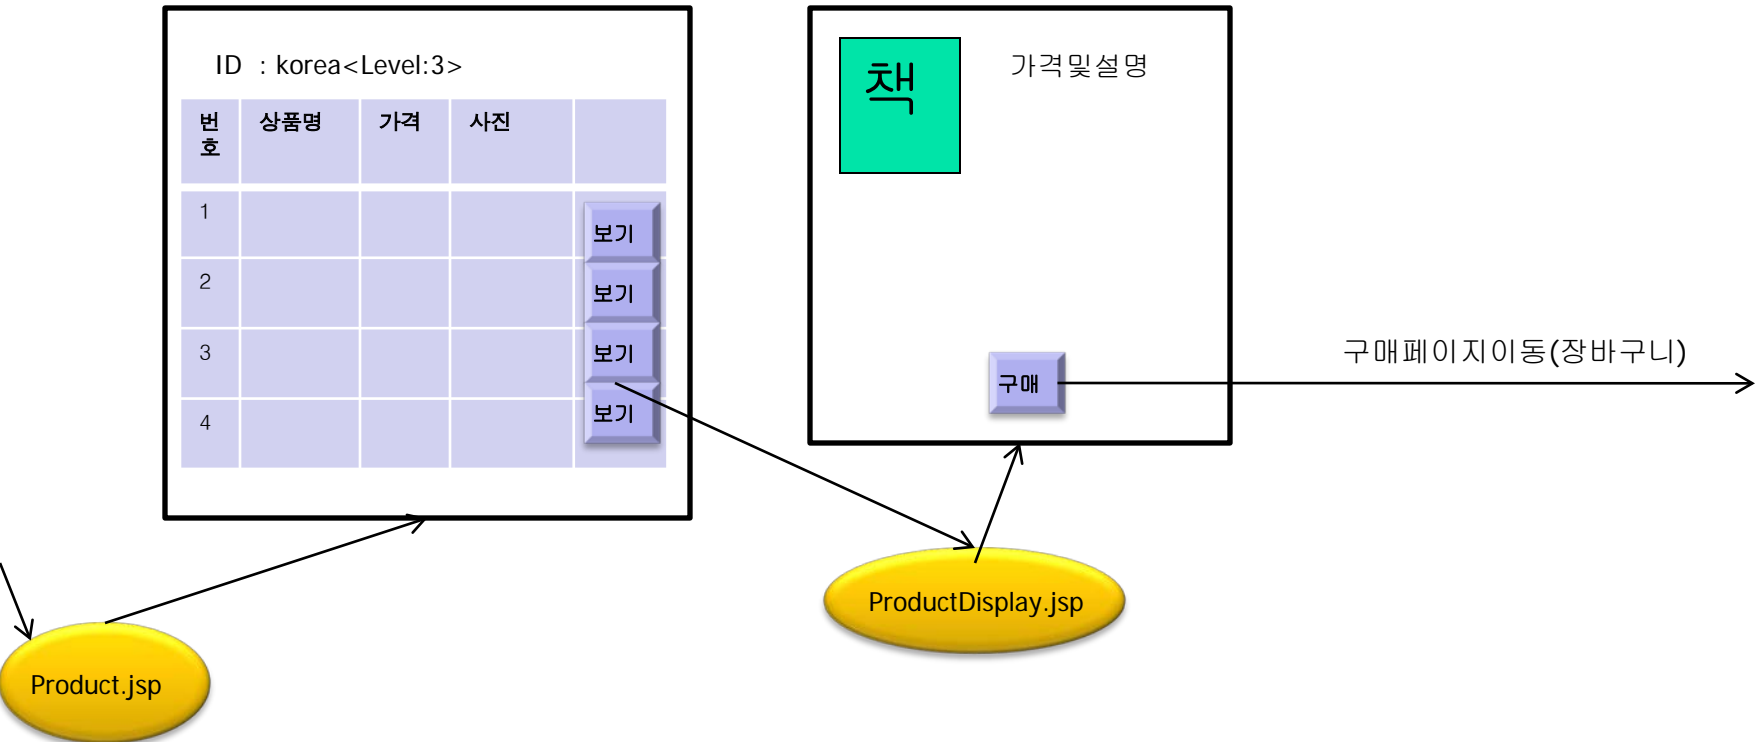 ID : korea<Level:3>
번호 상품명 가격 사진
1 보기
2 보기
3 보기
4 보기
책
가격및설명
구매
구매페이지이동(장바구니)
ProductDisplay.jsp
Product.jsp